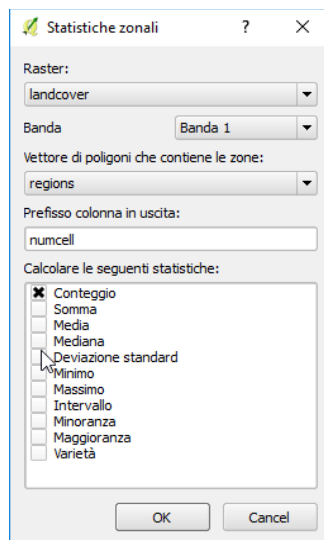 Statistiche zonali
Raster:
landcover
Banda Banda 1
Vettore di poligoni che contiene le zone:
regions
Prefisso colonna in uscita:
numcell
Calcolare le seguenti statistiche:
Conteggio
Somma
Media
Mediana
Deviazione standard
Minimo
Massimo
Intervallo
Minoranza
Maggioranza
Varietà
OK Cancel